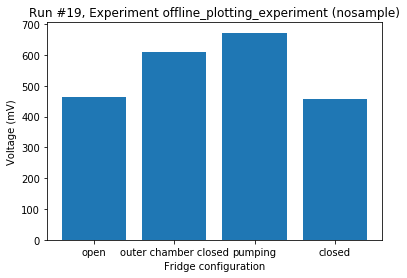 Run #19, Experiment offline_plotting_experiment (nosample)
700
600
500
400
300
200
100
0
Voltage (mV)
open outer chamber closed pumping closed
Fridge configuration